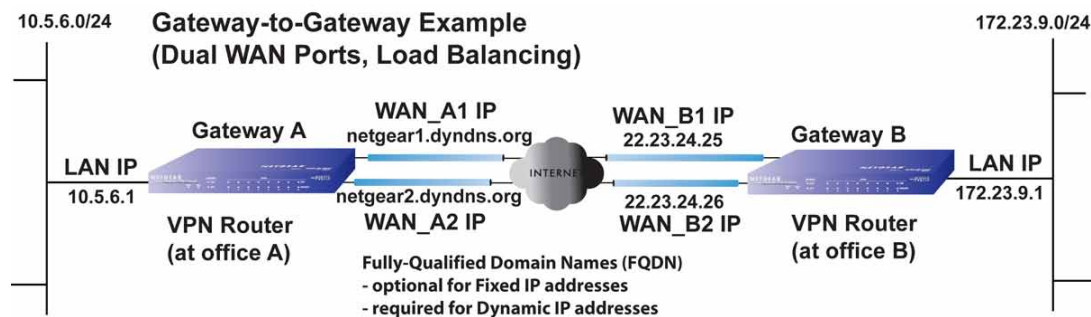 10.5.6.0/24
Gateway-to-Gateway Example
(Dual WAN Ports, Load Balancing)
172.23.9.0/24
WAN_A1 IP
netgear1.dyndns.org
WAN_B1 IP
22.23.24.25
Gateway A
Gateway B
LAN IP
10.5.6.1
NETGEAR
INTERNET
NETGEAR
LAN IP
172.23.9.1
netgear2.dyndns.org
WAN_A2 IP
22.23.24.26
WAN_B2 IP
VPN Router
(at office A)
VPN Router
(at office B)
Fully-Qualified Domain Names (FQDN)
- optional for Fixed IP addresses
- required for Dynamic IP addresses